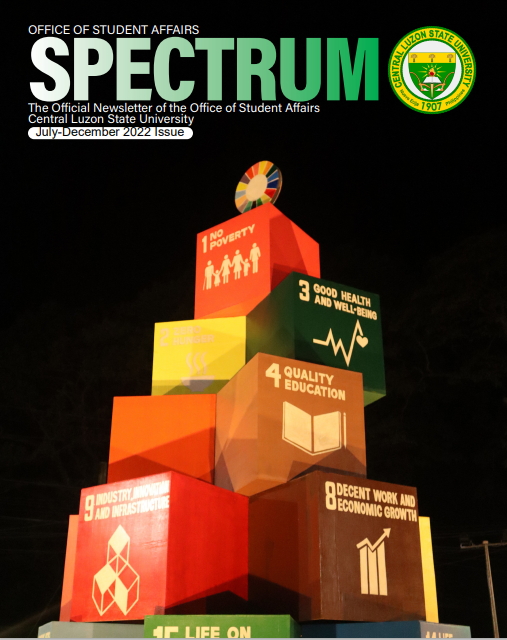 OFFICE OF STUDENT AFFAIRS
SPECTRUM
The Official Newsletter of the Office of Student Affairs
Central Luzon State University
July-December 2022 Issue
CENTRAL LUZON STATE UNIVERSITY
1907
1 NO
POVERTY
3 GOOD HEALTH
AND WELL-BEING
2
4 QUALITY
EDUCATION
9 INDUSTRY,
AND INFRASTRUCTURE
8 DECENT WORK AND
ECONOMIC GROWTH
15 LIFE ON